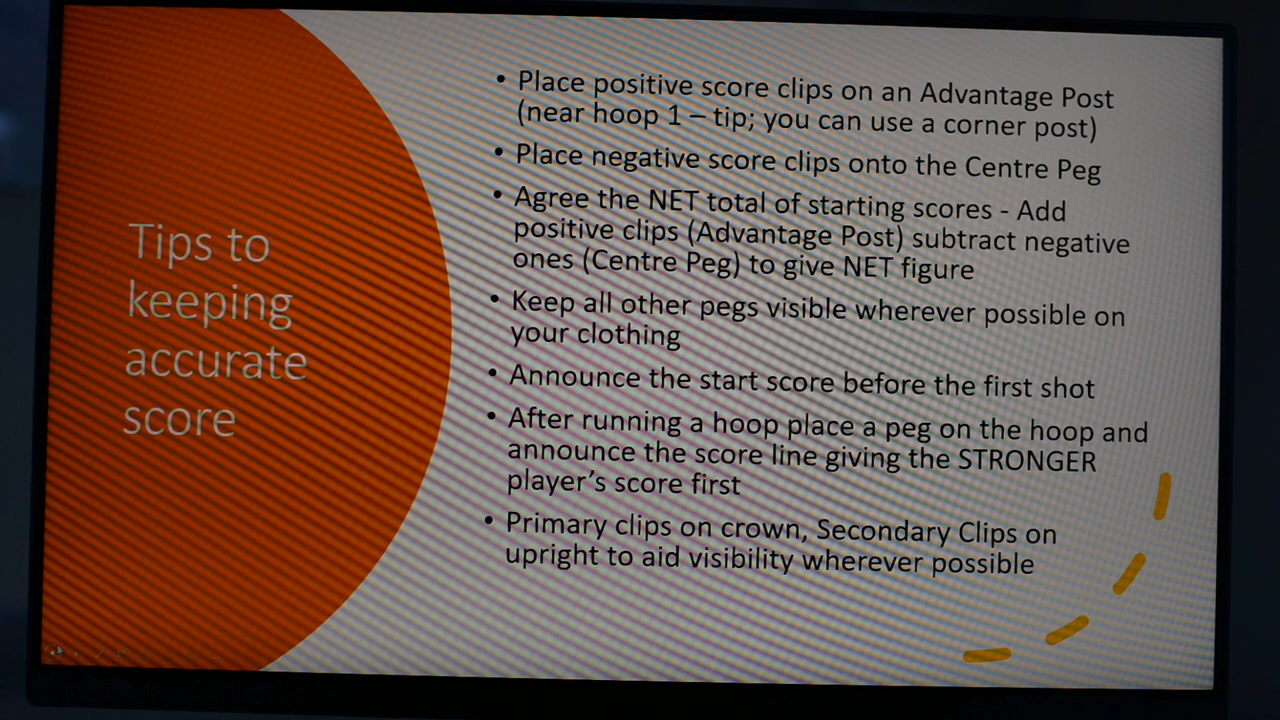 Tips to
keeping
accurate
score
• Place positive score clips on an Advantage Post
(near hoop 1 – tip; you can use a corner post)
• Place negative score clips onto the Centre Peg
• Agree the NET total of starting scores - Add
positive clips (Advantage Post) subtract negative
ones (Centre Peg) to give NET figure
• Keep all other pegs visible wherever possible on
your clothing
• Announce the start score before the first shot
• After running a hoop place a peg on the hoop and
announce the score line giving the STRONGER
player’s score first
• Primary clips on crown, Secondary Clips on
upright to aid visibility wherever possible